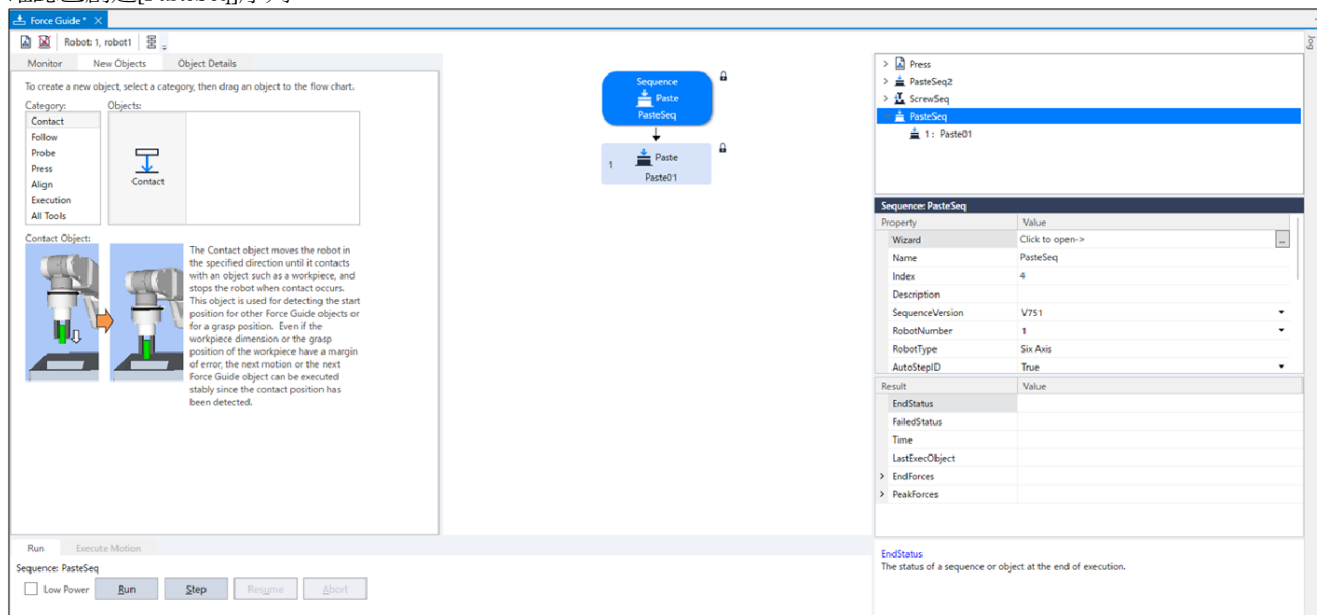 Force Guide *
Robot: 1, robot1
Jog
Monitor New Objects Object Details
To create a new object, select a category, then drag an object to the flow chart.
Category: Objects:
Contact
Follow
Probe
Press
Align
Execution
All Tools
Contact
Contact Object:
The Contact object moves the robot in
the specified direction until it contacts
with an object such as a workpiece, and
stops the robot when contact occurs.
This object is used for detecting the start
position for other Force Guide objects or
for a grasp position. Even if the
workpiece dimension or the grasp
position of the workpiece have a margin
of error, the next motion or the next
Force Guide object can be executed
stably since the contact position has
been detected.
Sequence
Paste
PasteSeq
1 Paste
Paste01
Press
PasteSeq2
ScrewSeq
PasteSeq
1: Paste01
Sequence: PasteSeq
Property Value
Wizard Click to open-> ...
Name PasteSeq
Index 4
Description
SequenceVersion V751
RobotNumber 1
RobotType Six Axis
AutoStepID True
Result Value
EndStatus
FailedStatus
Time
LastExecObject
EndForces
PeakForces
Run Execute Motion
Sequence: PasteSeq
Low Power Run Step Resume Abort
EndStatus
The status of a sequence or object at the end of execution.